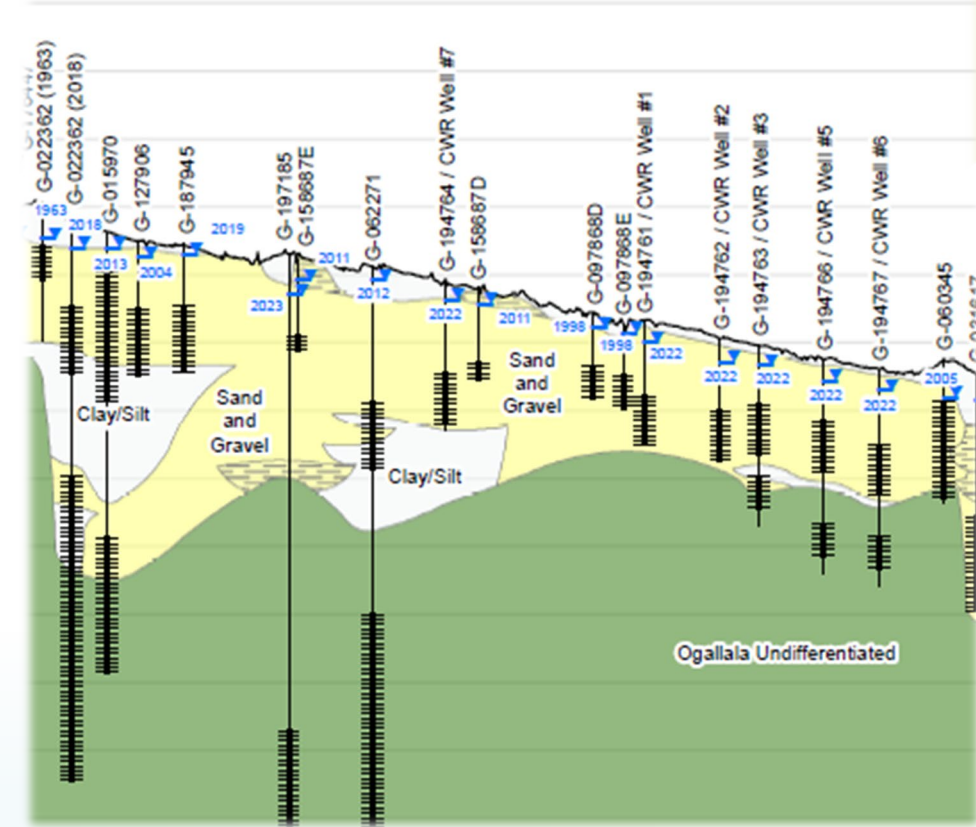 G-022362 (1963)
G-022362 (2018)
G-015970
G-127906
G-187945
G-197185
G-158687E
G-062271
G-194764 / CWR Well #7
G-158687D
G-097868D
G-097868E
G-194761 / CWR Well #1
G-194762 / CWR Well #2
G-194763 / CWR Well #3
G-194766 / CWR Well #5
G-194767 / CWR Well #6
G-060345
1963
2018
2013
2004
2019
2023
2011
2012
2022
2011
1998
1998
2022
2022
2022
2022
2022
2005
Clay/Silt
Sand
and
Gravel
Clay/Silt
Sand
and
Gravel
Ogallala Undifferentiated